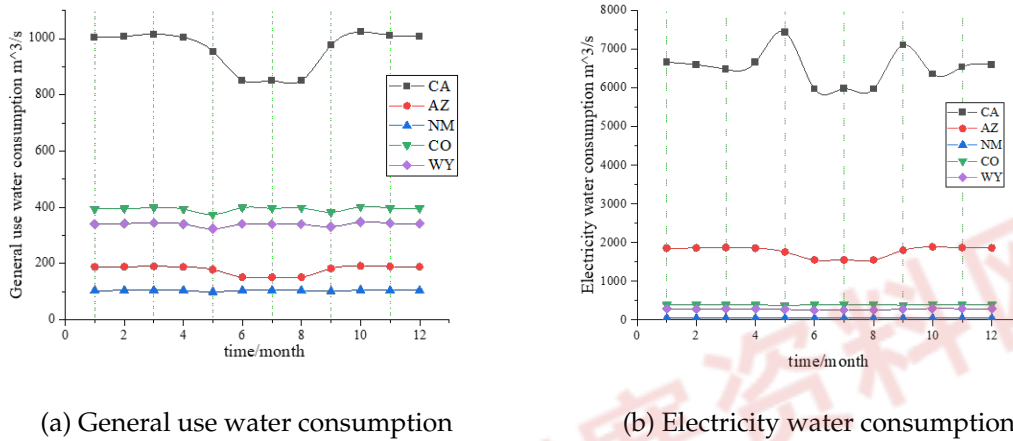 General use water consumption m^3/s
1000
800
600
400
200
0
CA
AZ
NM
CO
WY
0 2 4 6 8 10 12
time/month
(a) General use water consumption
Electricity water consumption m^3/s
8000
7000
6000
5000
4000
3000
2000
1000
0
CA
AZ
NM
CO
WY
0 2 4 6 8 10 12
time/month
(b) Electricity water consumption
资料网